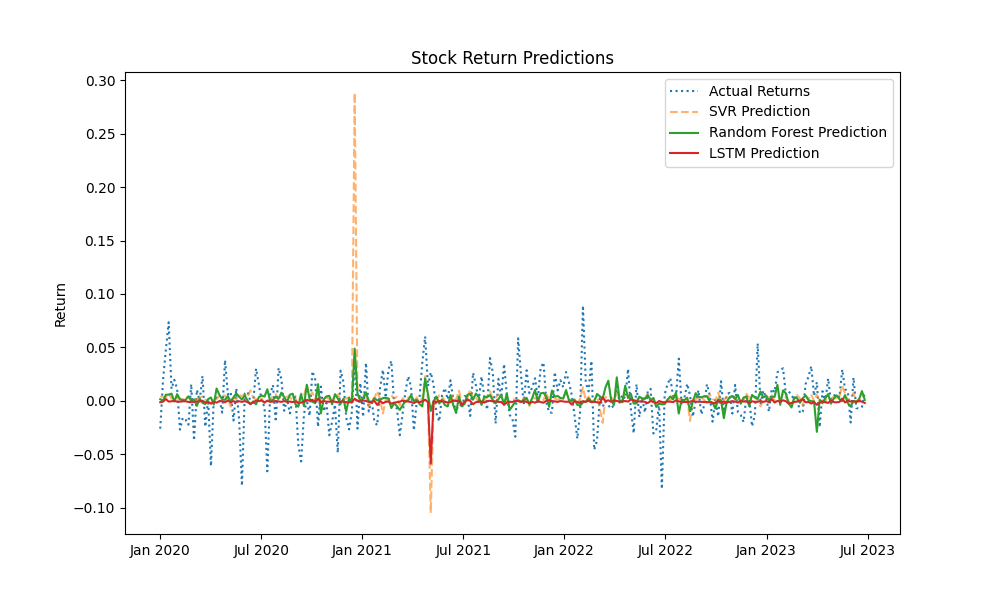 Stock Return Predictions
Actual Returns
SVR Prediction
Random Forest Prediction
LSTM Prediction
Return
0.30
0.25
0.20
0.15
0.10
0.05
0.00
−0.05
−0.10
Jan 2020 Jul 2020 Jan 2021 Jul 2021 Jan 2022 Jul 2022 Jan 2023 Jul 2023